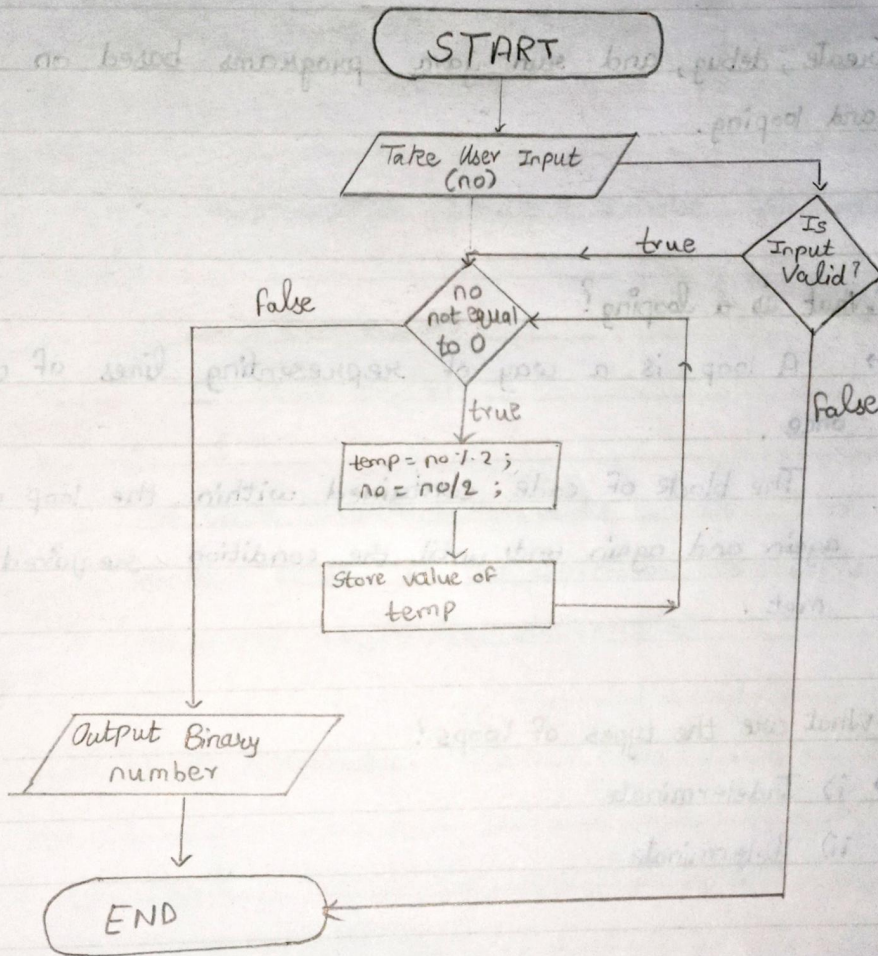 START
Take User Input
(no)
Is
Input
Valid?
true
no
not equal
to 0
false
true
false
temp = no % 2 ;
no = no/2 ;
Store value of
temp
Output Binary
number
END